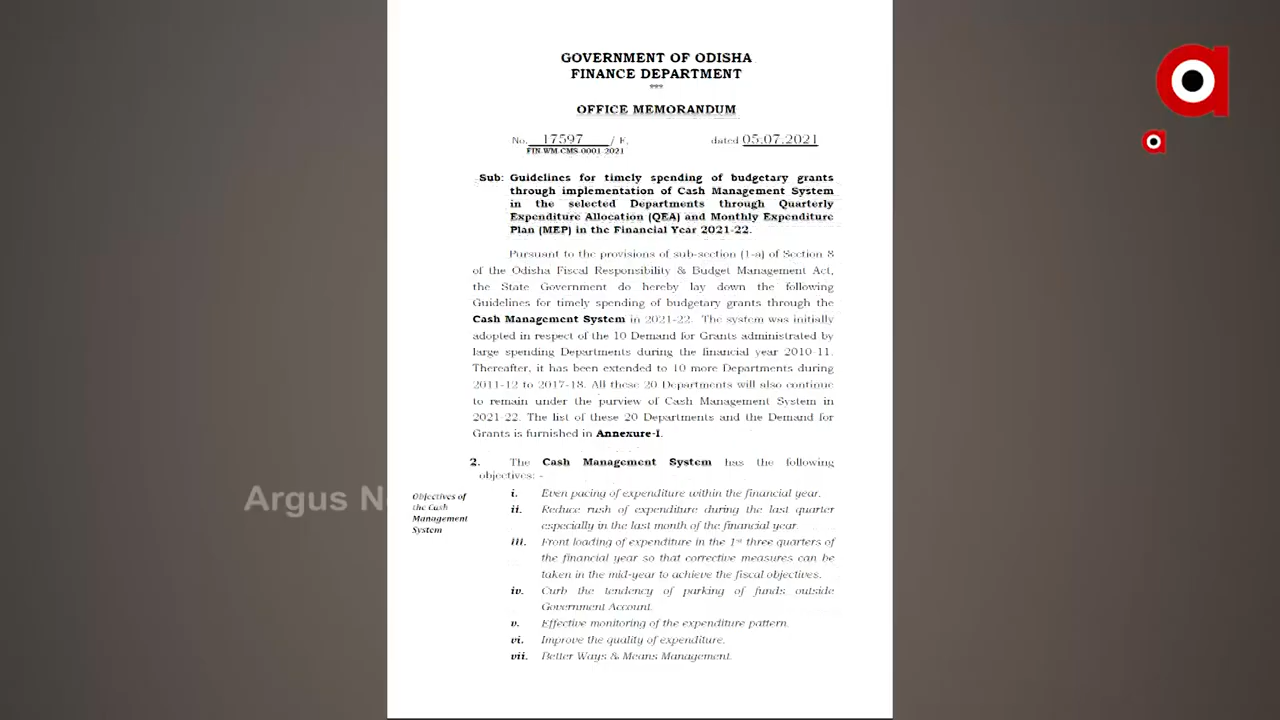 GOVERNMENT OF ODISHA
FINANCE DEPARTMENT
***
OFFICE MEMORANDUM
No. 17597 / F, dated 05.07.2021
FIN-WM-CMS-0001-2021
Sub: Guidelines for timely spending of budgetary grants
through implementation of Cash Management System
in the selected Departments through Quarterly
Expenditure Allocation (QEA) and Monthly Expenditure
Plan (MEP) in the Financial Year 2021-22.
Pursuant to the provisions of sub-section (1-a) of Section 8
of the Odisha Fiscal Responsibility & Budget Management Act,
the State Government do hereby lay down the following
Guidelines for timely spending of budgetary grants through the
Cash Management System in 2021-22. The system was initially
adopted in respect of the 10 Demand for Grants administrated by
large spending Departments during the financial year 2010-11.
Thereafter, it has been extended to 10 more Departments during
2011-12 to 2017-18. All these 20 Departments will also continue
to remain under the purview of Cash Management System in
2021-22. The list of these 20 Departments and the Demand for
Grants is furnished in Annexure-I.
2. The Cash Management System has the following
objectives: -
Objectives of
the Cash
Management
System
i. Even pacing of expenditure within the financial year.
ii. Reduce rush of expenditure during the last quarter
especially in the last month of the financial year.
iii. Front loading of expenditure in the 1st three quarters of
the financial year so that corrective measures can be
taken in the mid-year to achieve the fiscal objectives.
iv. Curb the tendency of parking of funds outside
Government Account.
v. Effective monitoring of the expenditure pattern.
vi. Improve the quality of expenditure.
vii. Better Ways & Means Management.
Argus N